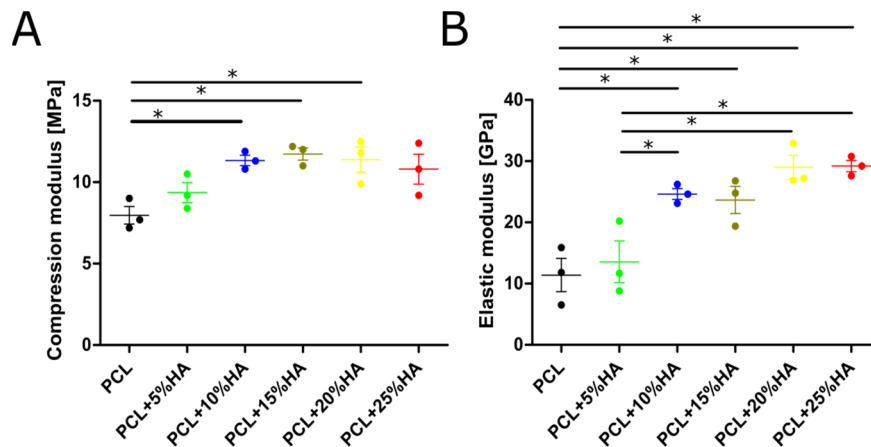 A
Compression modulus [MPa]
15
10
5
0
* 
*
*
PCL
PCL+5%HA
PCL+10%HA
PCL+15%HA
PCL+20%HA
PCL+25%HA
B
Elastic modulus [GPa]
40
30
20
10
0
*
*
*
*
*
*
*
PCL
PCL+5%HA
PCL+10%HA
PCL+15%HA
PCL+20%HA
PCL+25%HA